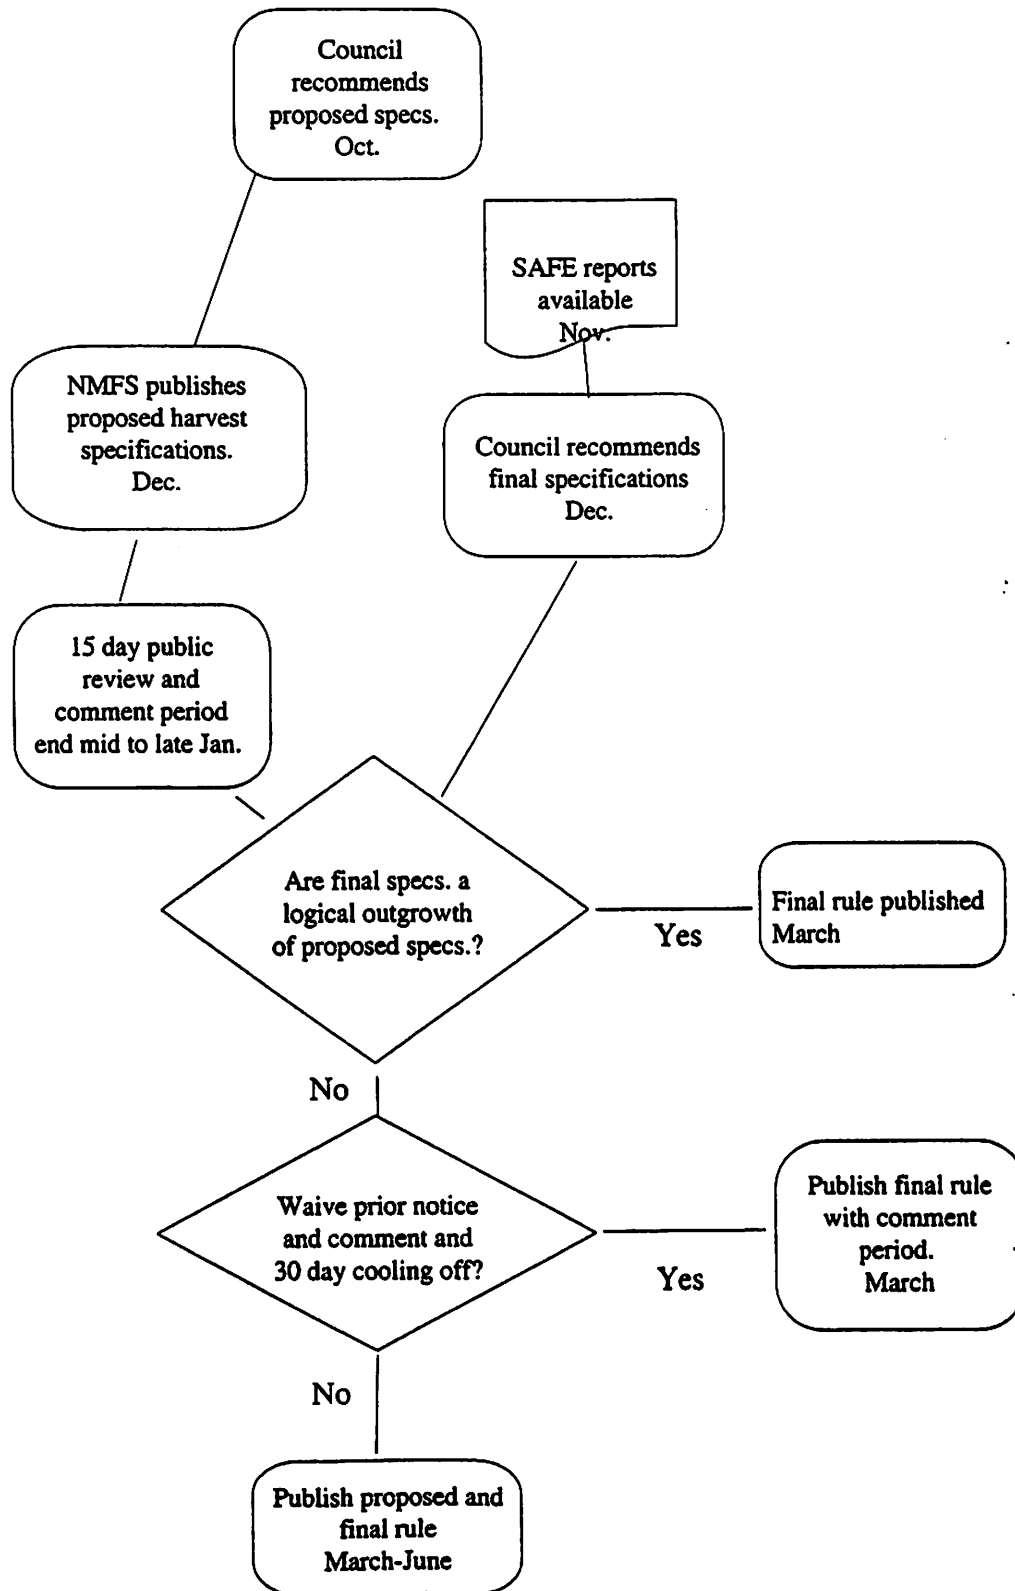 Council
recommends
proposed specs.
Oct.
SAFE reports
available
Nov.
NMFS publishes
proposed harvest
specifications.
Dec.
Council recommends
final specifications
Dec.
15 day public
review and
comment period
end mid to late Jan.
Are final specs. a
logical outgrowth
of proposed specs.?
Yes
Final rule published
March
No
Waive prior notice
and comment and
30 day cooling off?
Yes
Publish final rule
with comment
period.
March
No
Publish proposed and
final rule
March-June